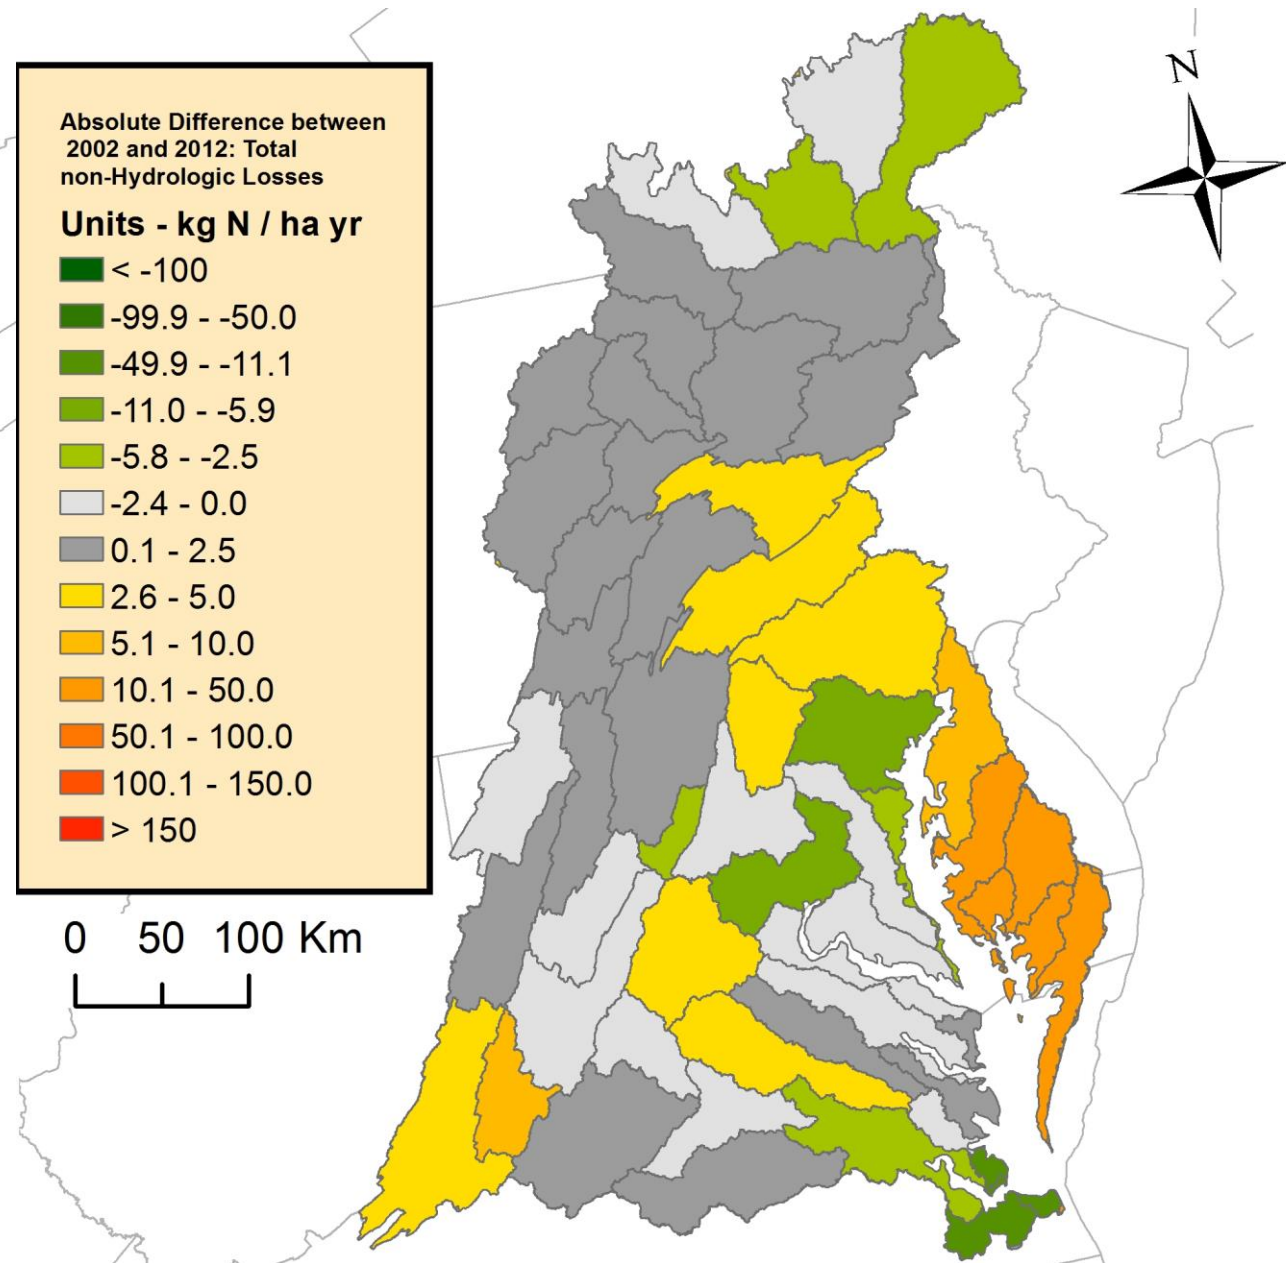 N
Absolute Difference between
2002 and 2012: Total
non-Hydrologic Losses
Units - kg N / ha yr
< -100
-99.9 - -50.0
-49.9 - -11.1
-11.0 - -5.9
-5.8 - -2.5
-2.4 - 0.0
0.1 - 2.5
2.6 - 5.0
5.1 - 10.0
10.1 - 50.0
50.1 - 100.0
100.1 - 150.0
> 150
0 50 100 Km